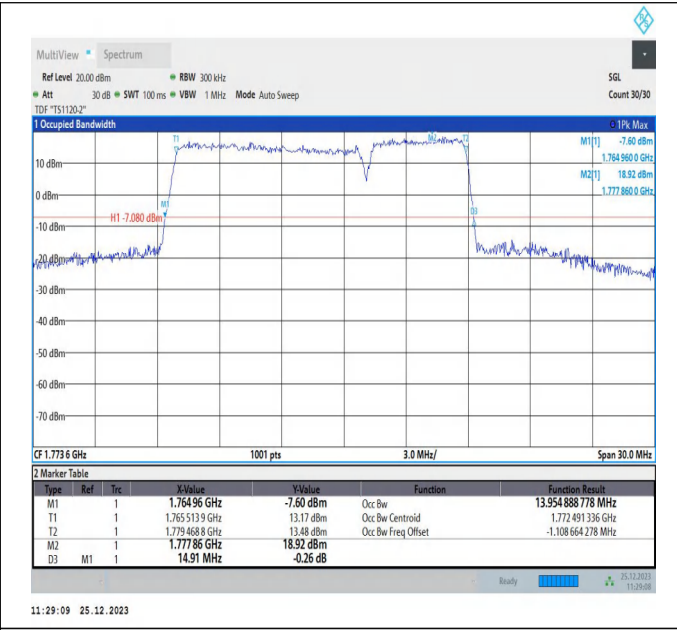 R&S
MultiView Spectrum
Ref Level 20.00 dBm RBW 300 kHz SGL
Att 30 dB SWT 100 ms VBW 1 MHz Mode Auto Sweep Count 30/30
TDF "TS1120-2"
1 Occupied Bandwidth 1Pk Max
M1[1] -7.60 dBm
1.764 960 0 GHz
M2[1] 18.92 dBm
1.777 860 0 GHz
T1 M2 T2
10 dBm
0 dBm
M1 D3
H1 -7.080 dBm
-10 dBm
-20 dBm
-30 dBm
-40 dBm
-50 dBm
-60 dBm
-70 dBm
CF 1.773 6 GHz 1001 pts 3.0 MHz/ Span 30.0 MHz
2 Marker Table
Type Ref Trc X-Value Y-Value Function Function Result
M1 1 1.764 96 GHz -7.60 dBm Occ Bw 13.954 888 778 MHz
T1 1 1.765 513 9 GHz 13.17 dBm Occ Bw Centroid 1.772 491 336 GHz
T2 1 1.779 468 8 GHz 13.48 dBm Occ Bw Freq Offset -1.108 664 278 MHz
M2 1 1.777 86 GHz 18.92 dBm
D3 M1 1 14.91 MHz -0.26 dB
Ready 25.12.2023
11:29:08
11:29:09 25.12.2023